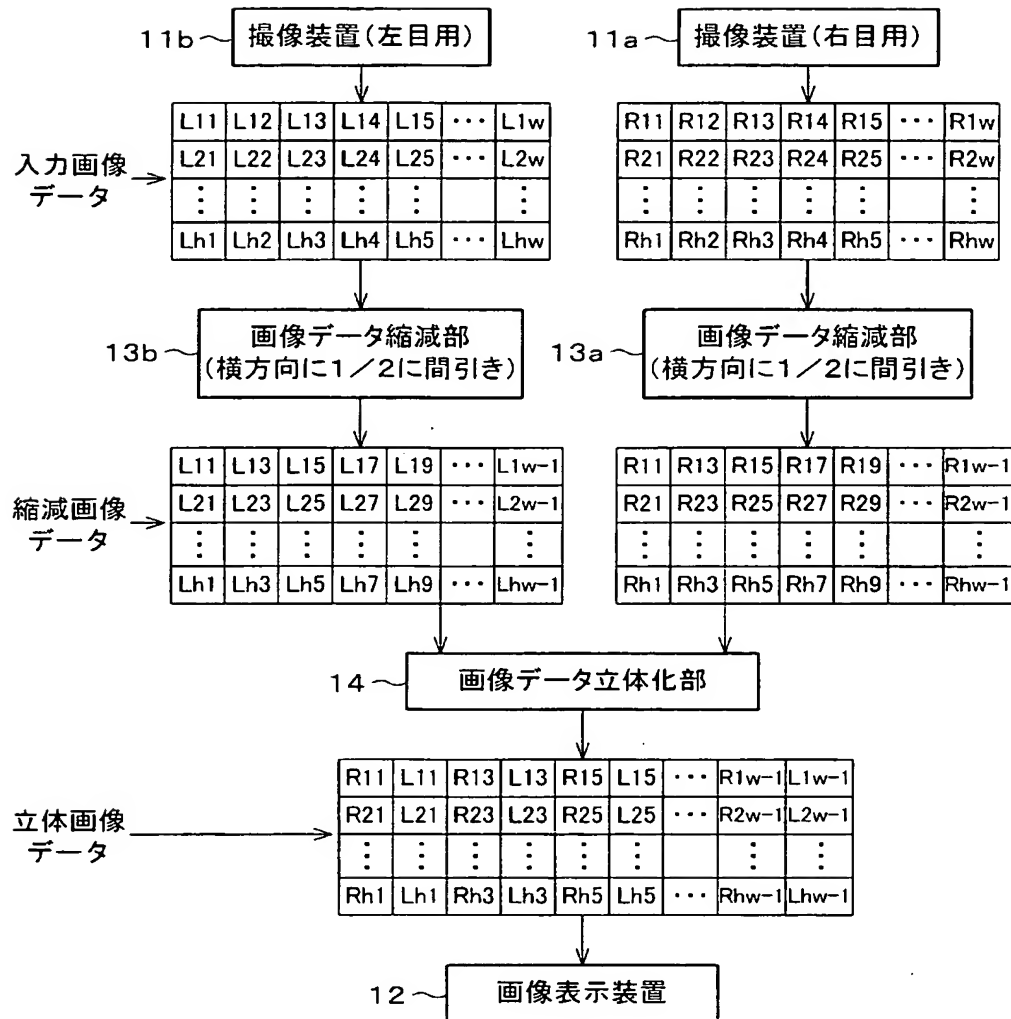 11b
撮像装置(左目用)
11a
撮像装置(右目用)
入力画像
データ
L11 L12 L13 L14 L15 ··· L1w
L21 L22 L23 L24 L25 ··· L2w
⋮ ⋮ ⋮ ⋮ ⋮ ⋮
Lh1 Lh2 Lh3 Lh4 Lh5 ··· Lhw
R11 R12 R13 R14 R15 ··· R1w
R21 R22 R23 R24 R25 ··· R2w
⋮ ⋮ ⋮ ⋮ ⋮ ⋮
Rh1 Rh2 Rh3 Rh4 Rh5 ··· Rhw
13b
画像データ縮減部
(横方向に1/2に間引き)
13a
画像データ縮減部
(横方向に1/2に間引き)
縮減画像
データ
L11 L13 L15 L17 L19 ··· L1w-1
L21 L23 L25 L27 L29 ··· L2w-1
⋮ ⋮ ⋮ ⋮ ⋮ ⋮
Lh1 Lh3 Lh5 Lh7 Lh9 ··· Lhw-1
R11 R13 R15 R17 R19 ··· R1w-1
R21 R23 R25 R27 R29 ··· R2w-1
⋮ ⋮ ⋮ ⋮ ⋮ ⋮
Rh1 Rh3 Rh5 Rh7 Rh9 ··· Rhw-1
14
画像データ立体化部
立体画像
データ
R11 L11 R13 L13 R15 L15 ··· R1w-1 L1w-1
R21 L21 R23 L23 R25 L25 ··· R2w-1 L2w-1
⋮ ⋮ ⋮ ⋮ ⋮ ⋮ ⋮ ⋮
Rh1 Lh1 Rh3 Lh3 Rh5 Lh5 ··· Rhw-1 Lhw-1
12
画像表示装置